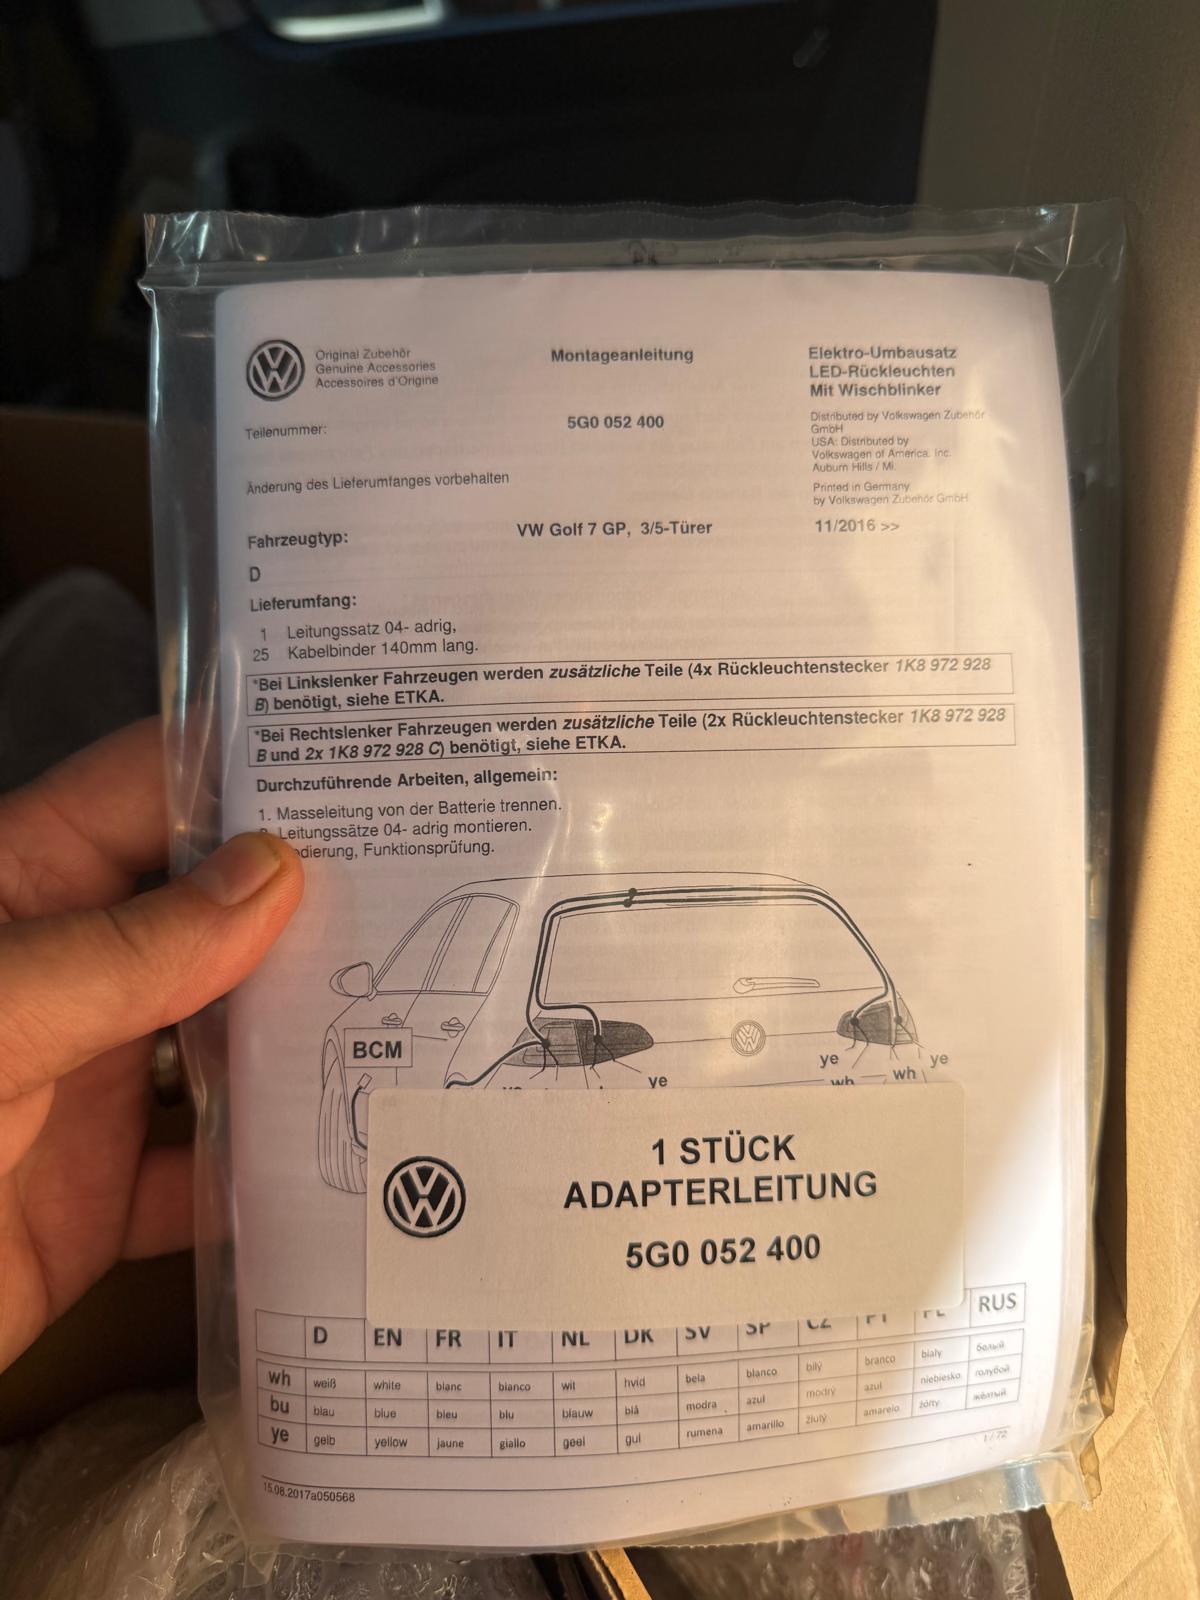 Original Zubehör
Genuine Accessories
Accessoires d'Origine
Montageanleitung
Elektro-Umbausatz
LED-Rückleuchten
Mit Wischblinker
Teilenummer:
5G0 052 400
Distributed by Volkswagen Zubehör
GmbH
USA: Distributed by
Volkswagen of America. Inc.
Auburn Hills / Mi.
Printed in Germany
by Volkswagen Zubehör GmbH
Änderung des Lieferumfanges vorbehalten
Fahrzeugtyp:
VW Golf 7 GP, 3/5-Türer
11/2016 >>
D
Lieferumfang:
1 Leitungssatz 04- adrig,
25 Kabelbinder 140mm lang.
*Bei Linkslenker Fahrzeugen werden zusätzliche Teile (4x Rückleuchtenstecker 1K8 972 928
B) benötigt, siehe ETKA.
*Bei Rechtslenker Fahrzeugen werden zusätzliche Teile (2x Rückleuchtenstecker 1K8 972 928
B und 2x 1K8 972 928 C) benötigt, siehe ETKA.
Durchzuführende Arbeiten, allgemein:
1. Masseleitung von der Batterie trennen.
Leitungssätze 04- adrig montieren.
odierung, Funktionsprüfung.
BCM
ye
ye
wh
wh
ye
1 STÜCK
ADAPTERLEITUNG
5G0 052 400
D EN FR IT NL DK SV SP CZ PT PL RUS
wh weiß white blanc bianco wit hvid bela blanco bílý branco biały белый
bu blau blue bleu blu blauw blå modra azul modrý azul niebiesko голубой
ye gelb yellow jaune giallo geel gul rumena amarillo žlutý amarelo żółty жёлтый
15.08.2017a050568
1 / 72